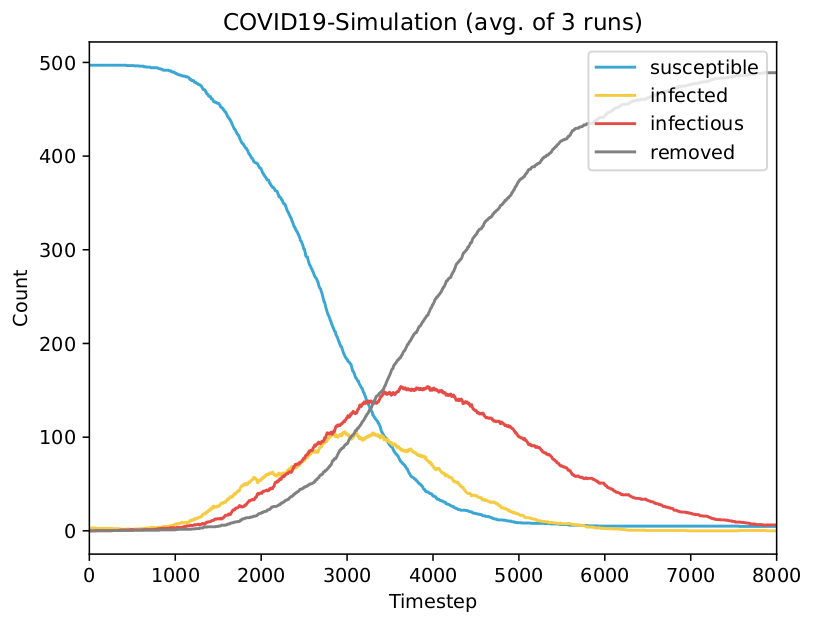 COVID19-Simulation (avg. of 3 runs)
susceptible
infected
infectious
removed
500
400
300
200
100
0
Count
0 1000 2000 3000 4000 5000 6000 7000 8000
Timestep